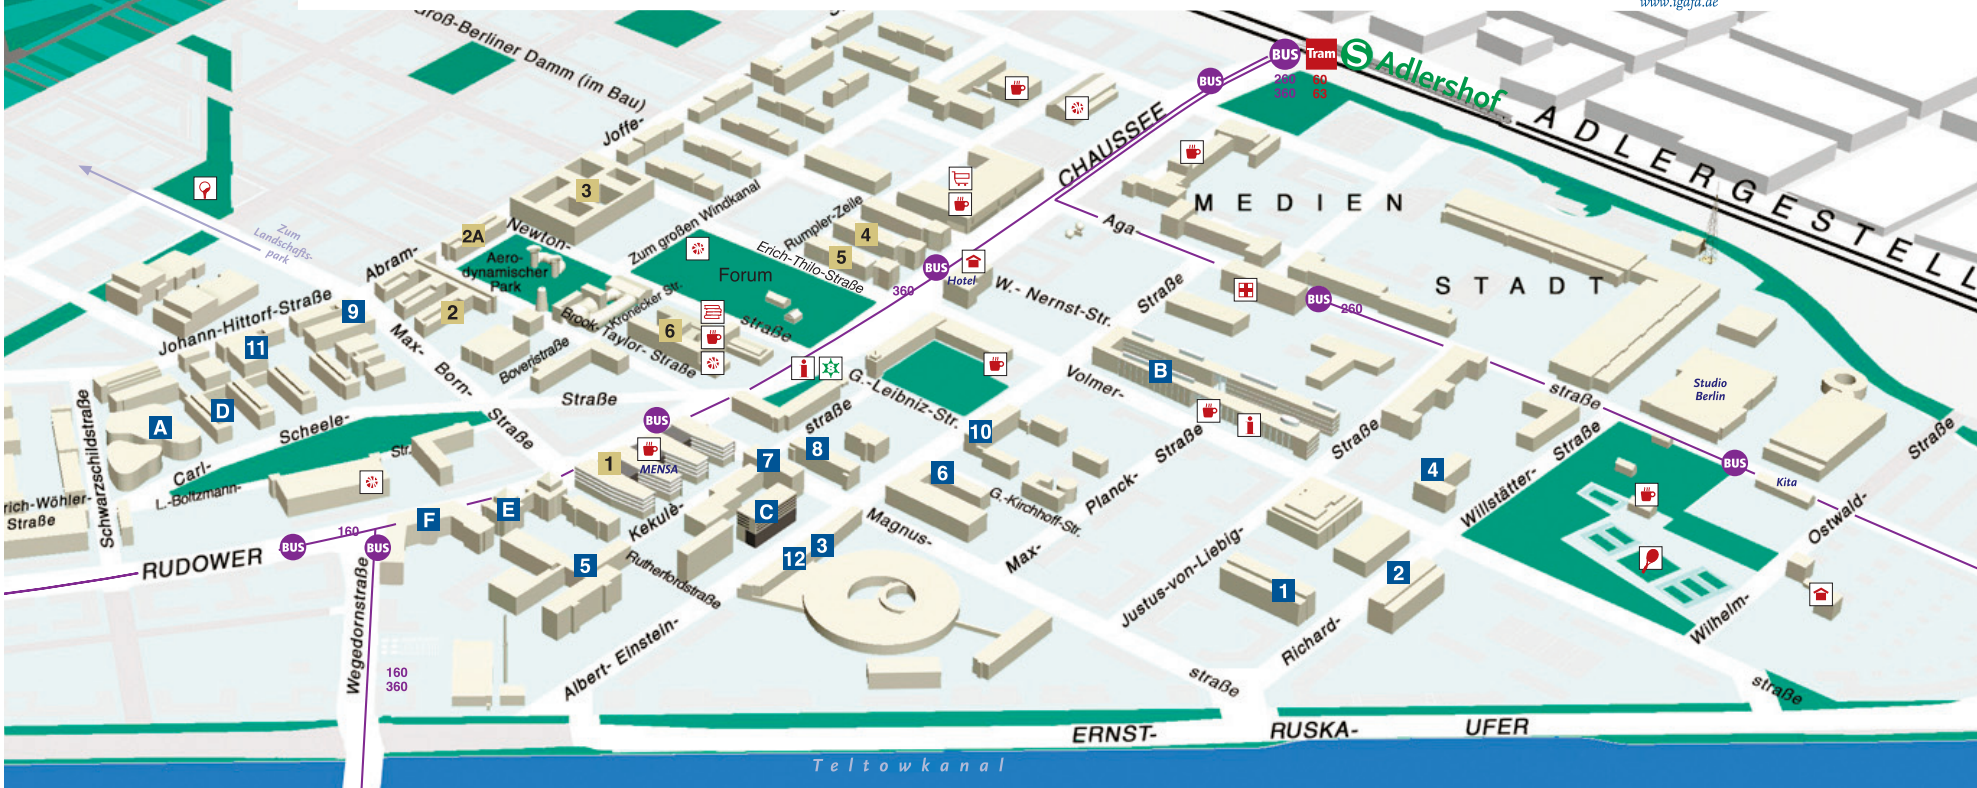 www.igafa.de
Groß-Berliner Damm (im Bau)
BUS
Tram
S Adlershof
260
60
360
63
BUS
ADLERGESTELL
CHAUSSEE
Joffe-
MEDIEN
STADT
3
Zum großen Windkanal
Rumpler-Zeile
4
5
Erich-Thilo-Straße
Forum
straße
Aga-
Straße
Zum
Landschafts-
park
2A
Newton-
Abram-
Aero-
dynamischer
Park
2
BUS
Hotel
360
W.- Nernst-Str.
BUS
260
Kronecker Str.
Brook-Taylor-Straße
6
Johann-Hittorf-Straße
9
11
Max-
Born-
Straße
Boveristraße
Straße
i
G.-Leibniz-Str.
straße
Volmer-
Straße
B
i
straße
Studio
Berlin
Schwarzschildstraße
A
D
Carl-
Scheele-
L.-Boltzmann-
Str.
rich-Wöhler-
Straße
BUS
1
MENSA
7
8
10
6
C
G.-Kirchhoff-Str.
Planck-
Straße
Max-
4
Willstätter-
Straße
BUS
Kita
Ostwald-
Straße
Wilhelm-
straße
F
E
160
BUS
BUS
RUDOWER
Wegedornstraße
160
360
5
Kekulé-
Rutherfordstraße
12
3
Magnus-
straße
Albert- Einstein-
Justus-von-Liebig-
1
2
Richard-
ERNST- RUSKA- UFER
Teltowkanal